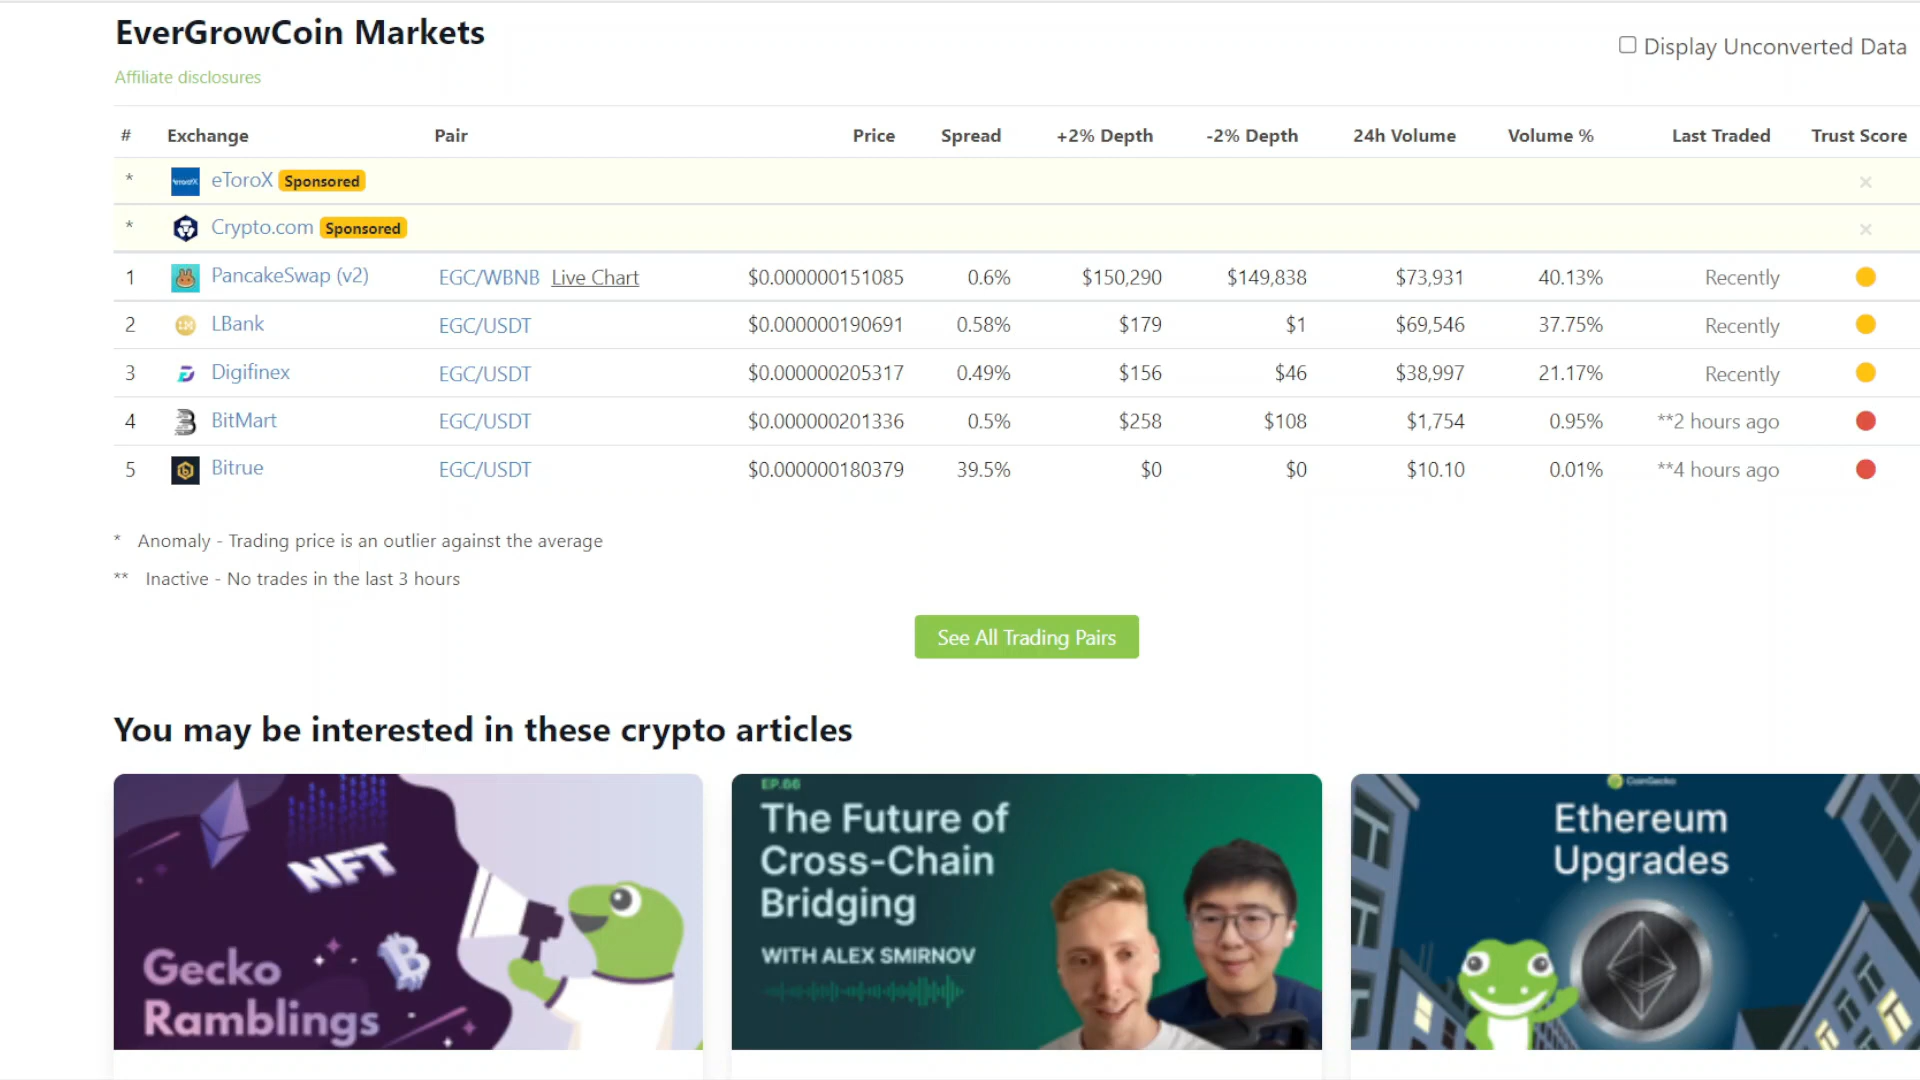 EverGrowCoin Markets
Display Unconverted Data
Affiliate disclosures
# Exchange Pair Price Spread +2% Depth -2% Depth 24h Volume Volume % Last Traded Trust Score
* eToroX Sponsored ×
* Crypto.com Sponsored ×
1 PancakeSwap (v2) EGC/WBNB Live Chart $0.000000151085 0.6% $150,290 $149,838 $73,931 40.13% Recently
2 LBank EGC/USDT $0.000000190691 0.58% $179 $1 $69,546 37.75% Recently
3 Digifinex EGC/USDT $0.000000205317 0.49% $156 $46 $38,997 21.17% Recently
4 BitMart EGC/USDT $0.000000201336 0.5% $258 $108 $1,754 0.95% **2 hours ago
5 Bitrue EGC/USDT $0.000000180379 39.5% $0 $0 $10.10 0.01% **4 hours ago
* Anomaly - Trading price is an outlier against the average
** Inactive - No trades in the last 3 hours
See All Trading Pairs
You may be interested in these crypto articles
NFT
Gecko
Ramblings
EP.66
The Future of
Cross-Chain
Bridging
WITH ALEX SMIRNOV
CoinGecko
Ethereum
Upgrades